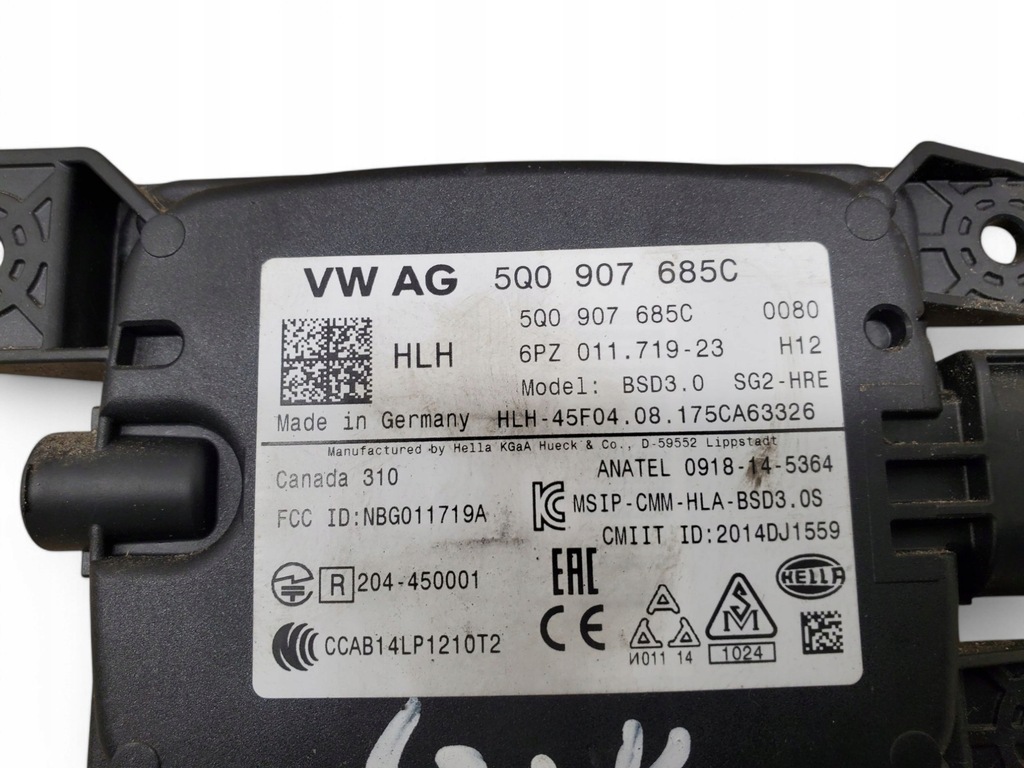 VW AG 5Q0 907 685C
5Q0 907 685C 0080
HLH 6PZ 011.719-23 H12
Model: BSD3.0 SG2-HRE
Made in Germany HLH-45F04.08.175CA63326
Manufactured by Hella KGaA Hueck & Co., D-59552 Lippstadt
Canada 310 ANATEL 0918-14-5364
FCC ID:NBG011719A MSIP-CMM-HLA-BSD3.0S
CMIIT ID:2014DJ1559
R 204-450001 EAC HELLA
CCAB14LP1210T2 CE И011 14 SM 1024